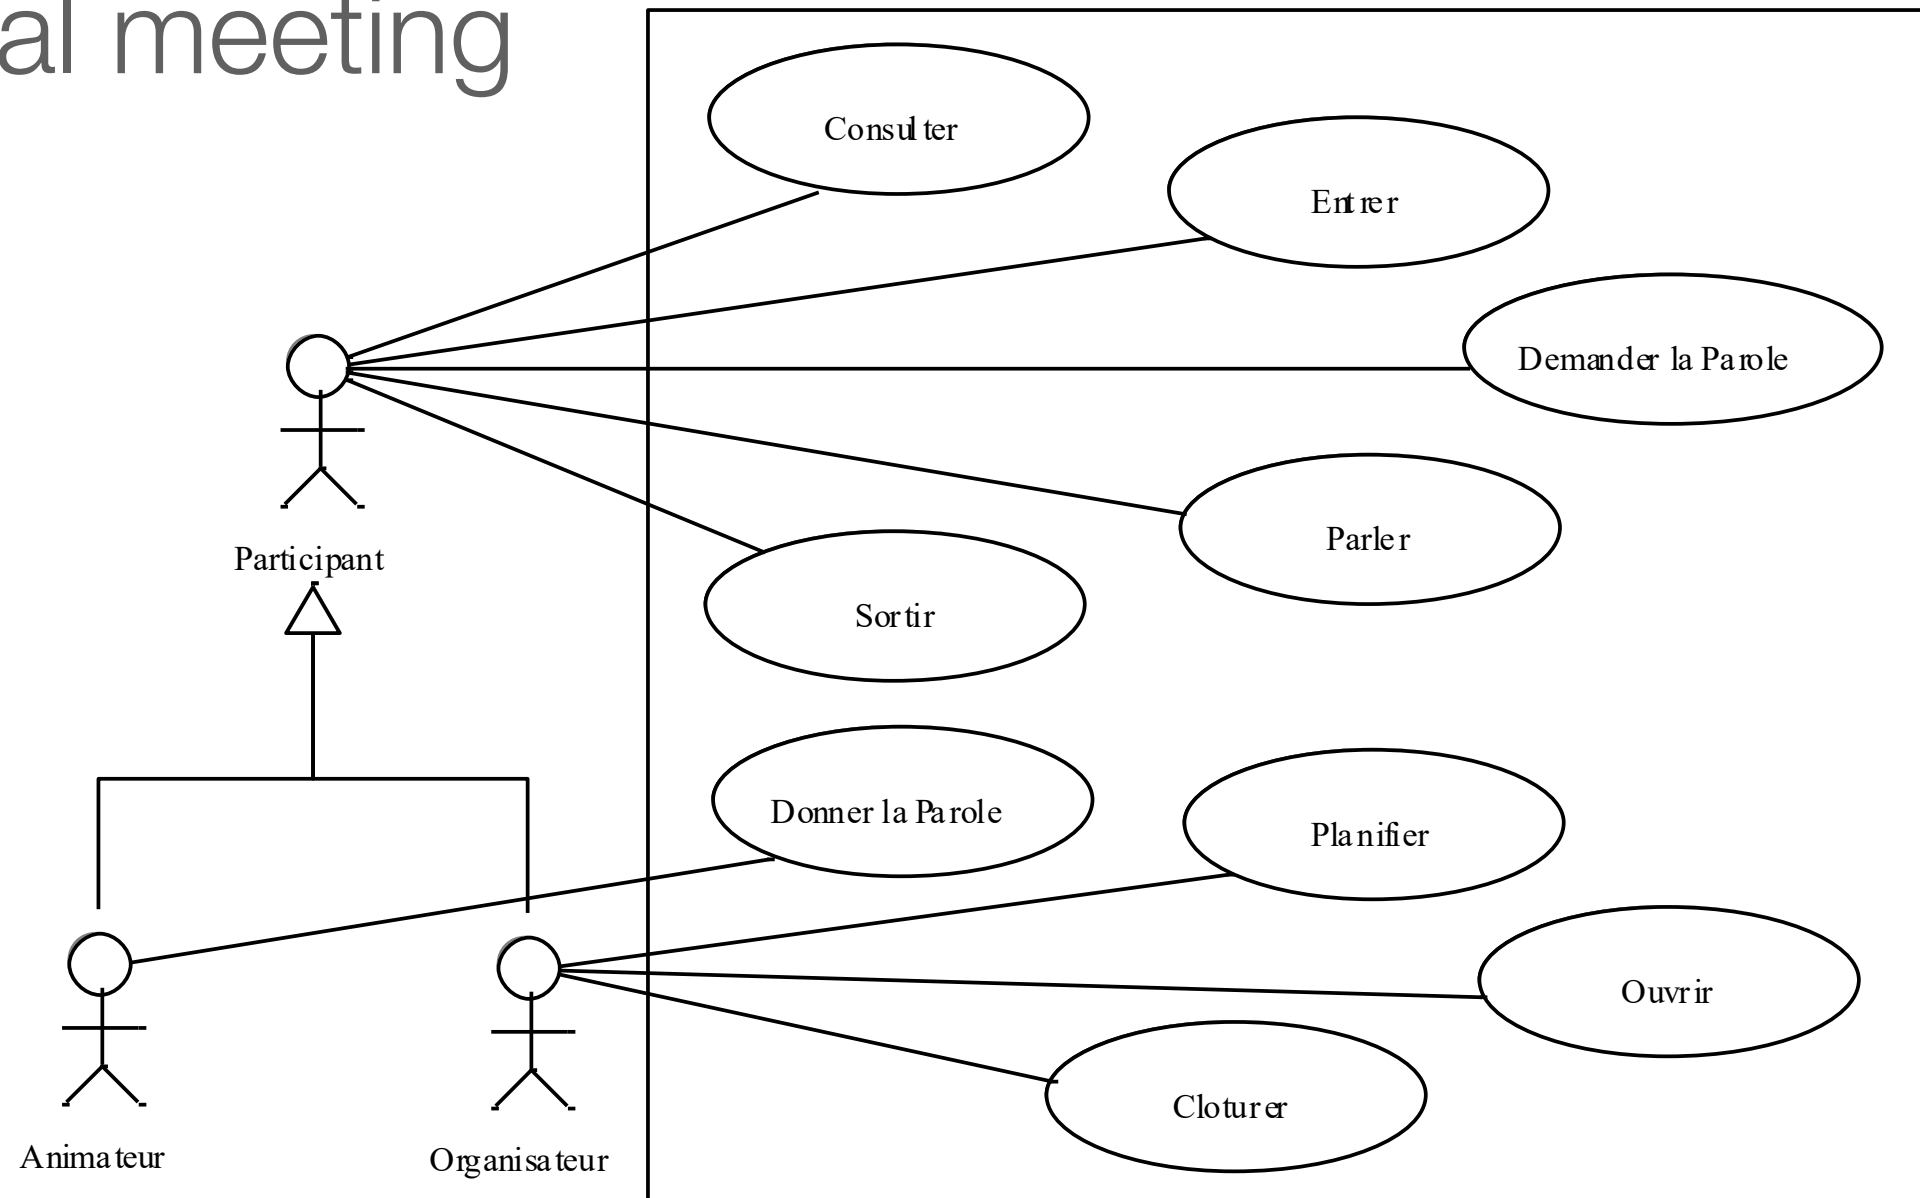 al meeting
Consulter
Entrer
Demander la Parole
Parler
Participant
Sortir
Donner la Parole
Planifier
Ouvrir
Cloturer
Animateur
Organisateur